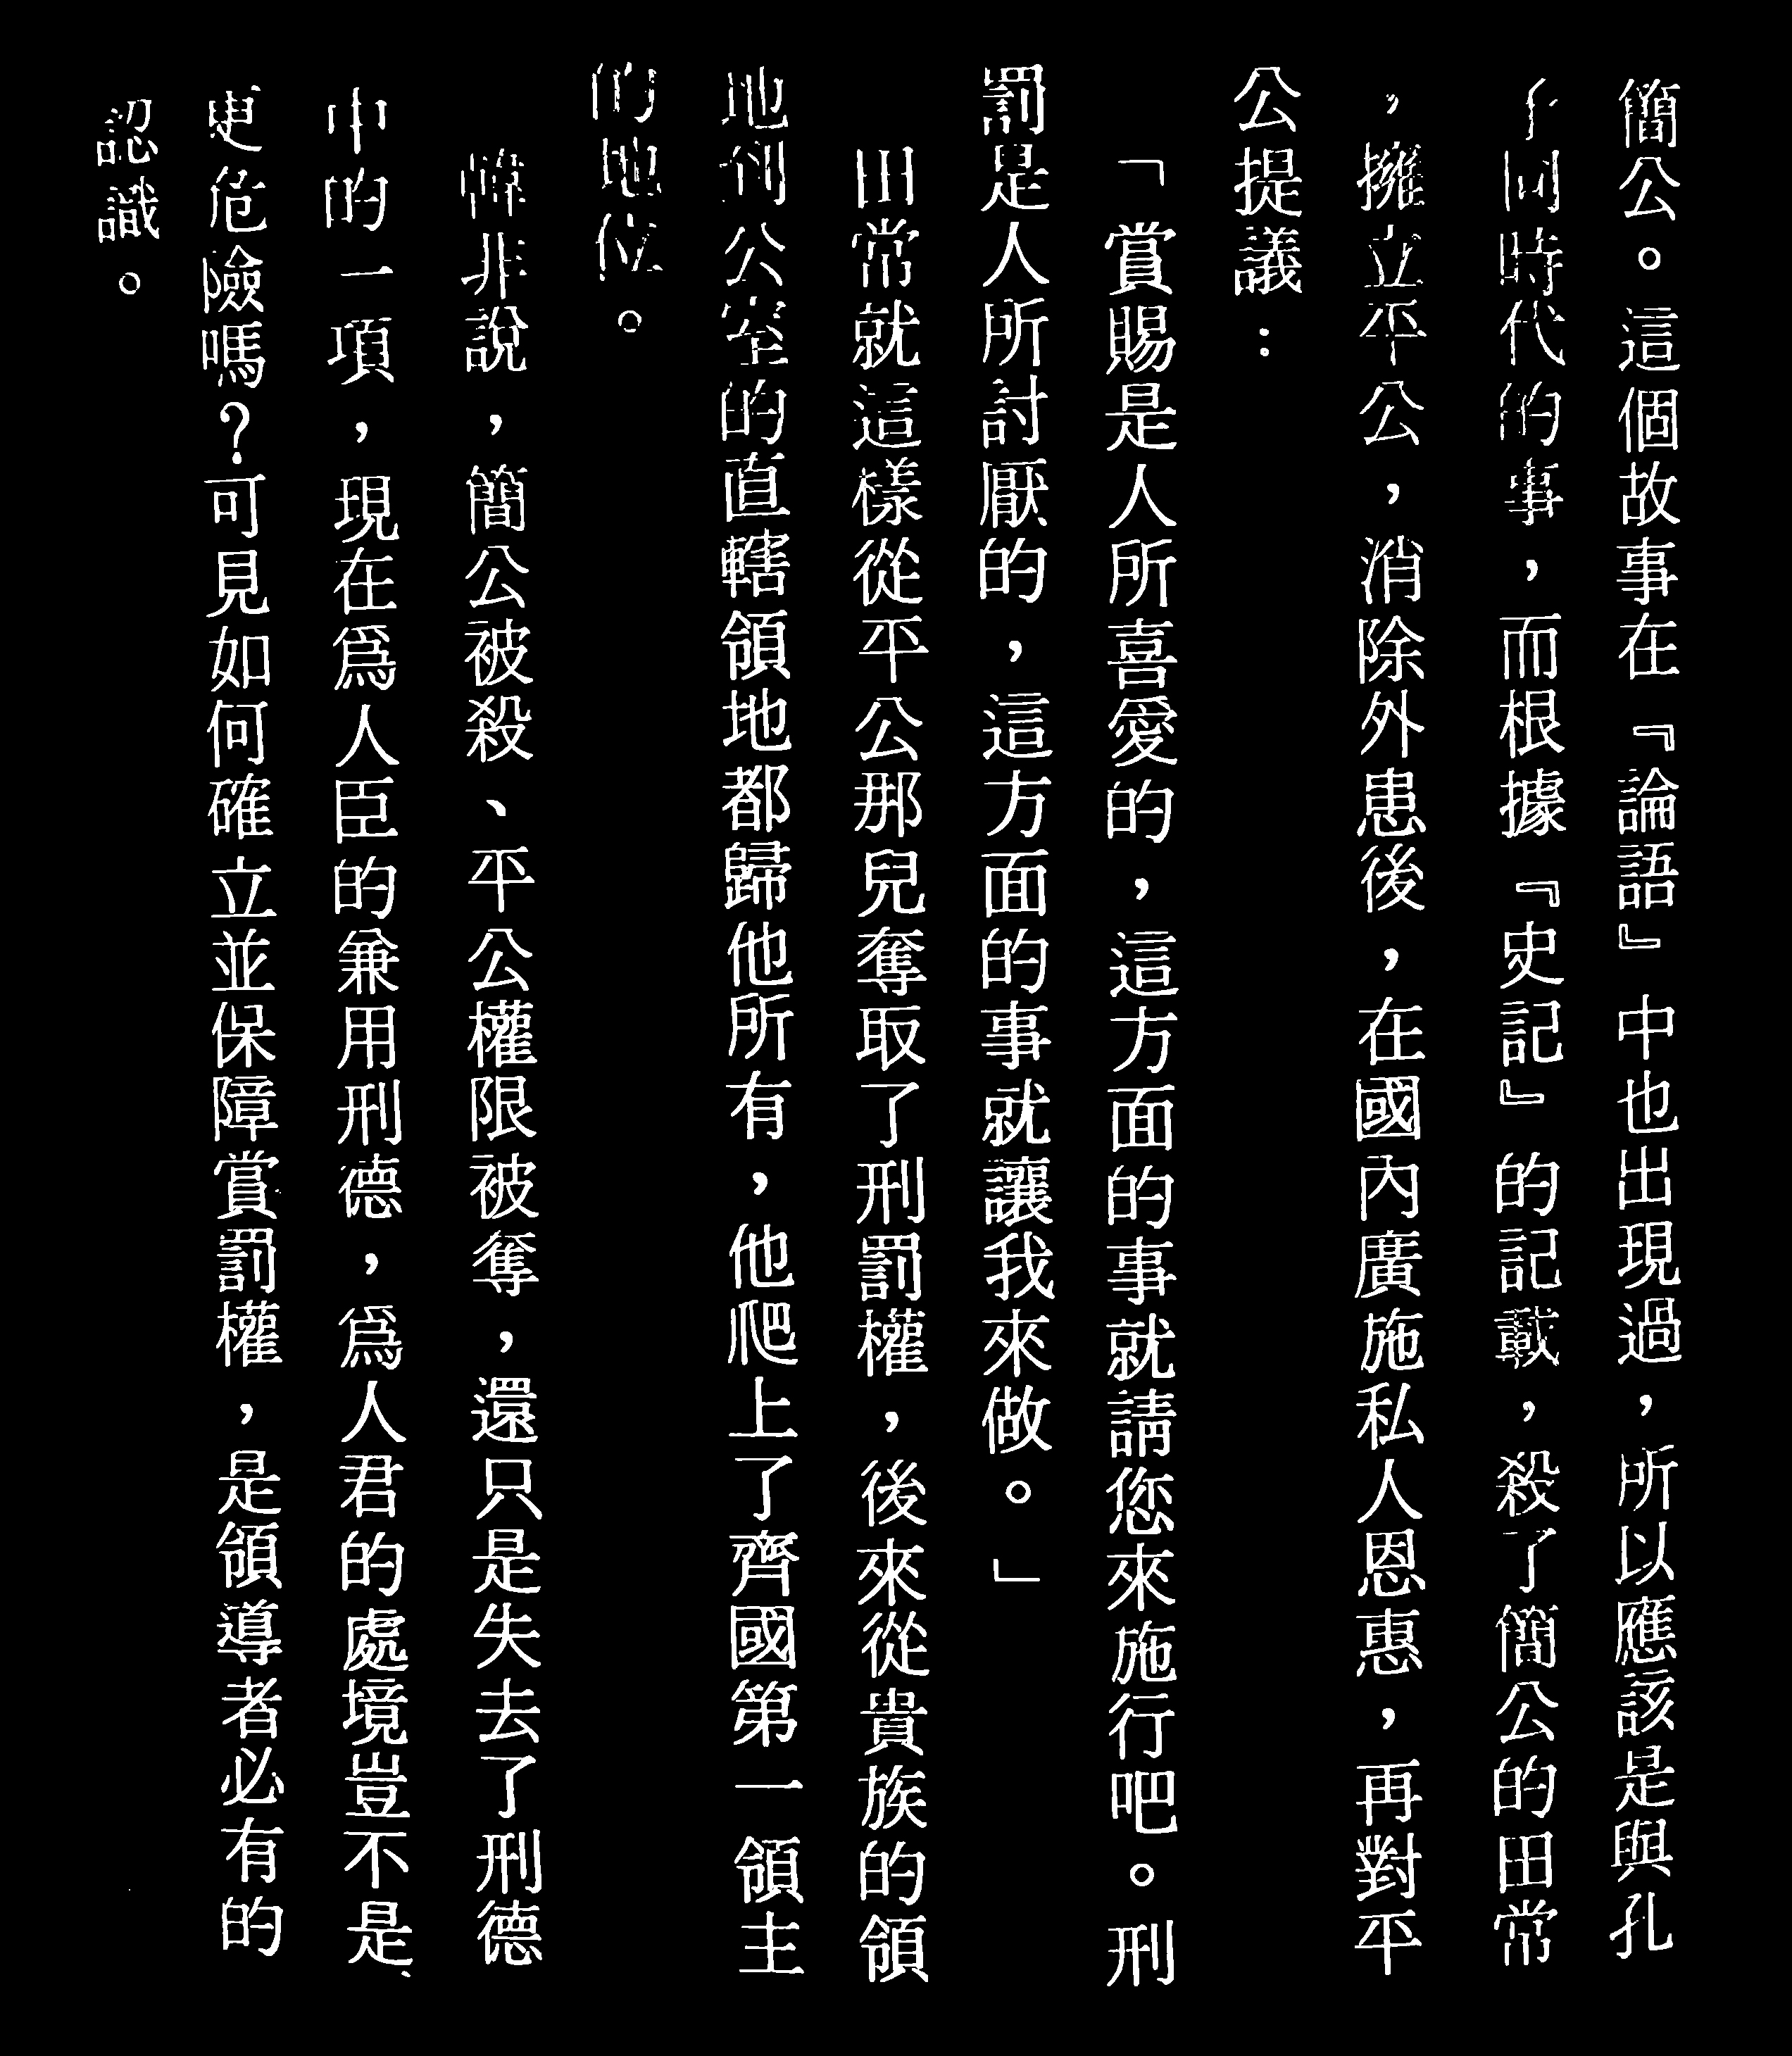 簡公。這個故事在『論語』中也出現過，所以應該是與孔
子同時代的事，而根據『史記』的記載，殺了簡公的田常
，擁立平公，消除外患後，在國內廣施私人恩惠，再對平
公提議：
「賞賜是人所喜愛的，這方面的事就請您來施行吧。刑
罰是人所討厭的，這方面的事就讓我來做。」
田常就這樣從平公那兒奪取了刑罰權，後來從貴族的領
地到公室的直轄領地都歸他所有，他爬上了齊國第一領主
的地位。
韓非說，簡公被殺、平公權限被奪，還只是失去了刑德
中的一項，現在爲人臣的兼用刑德，爲人君的處境豈不是
更危險嗎？可見如何確立並保障賞罰權，是領導者必有的
認識。